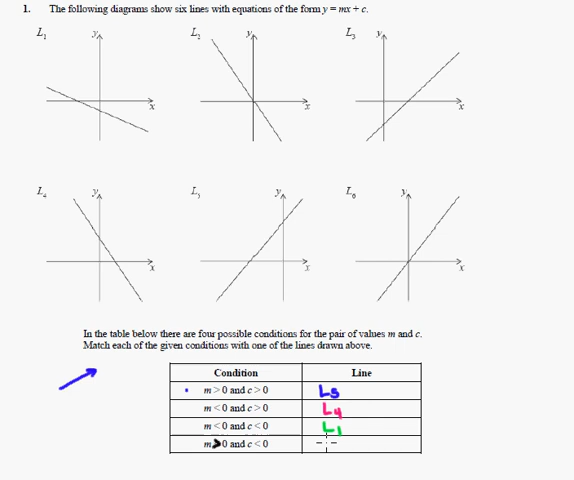 1. The following diagrams show six lines with equations of the form y = mx + c.
L₁ y x
L₂ y x
L₃ y x
L₄ y x
L₅ y x
L₆ y x
In the table below there are four possible conditions for the pair of values m and c.
Match each of the given conditions with one of the lines drawn above.
Condition Line
m > 0 and c > 0 L5
m < 0 and c > 0 L4
m < 0 and c < 0 L1
m > 0 and c < 0